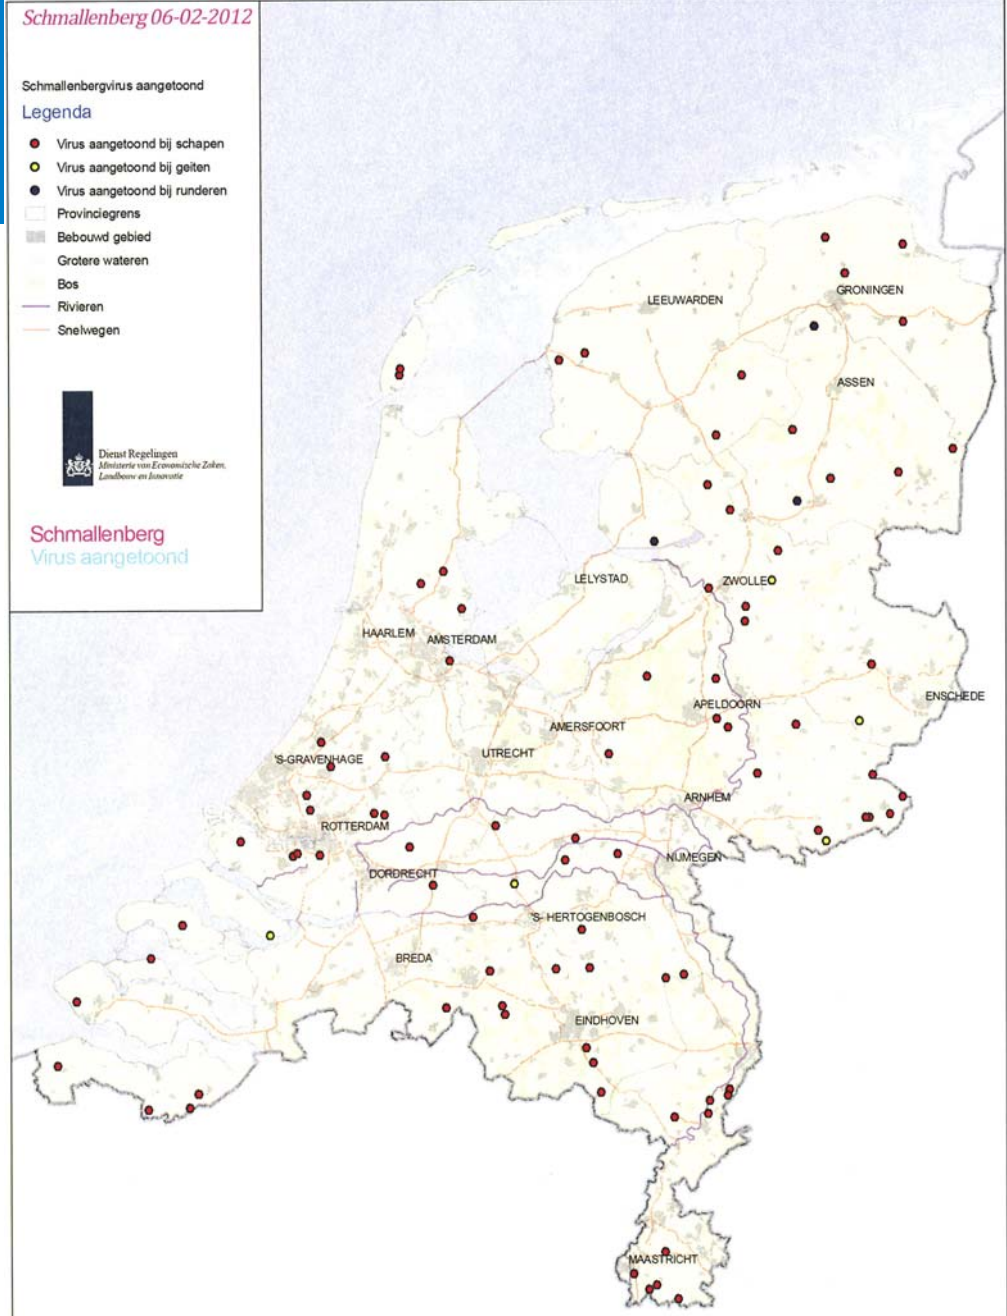 Schmallenberg 06-02-2012
Schmallenbergvirus aangetoond
Legenda
Virus aangetoond bij schapen
Virus aangetoond bij geiten
Virus aangetoond bij runderen
Provinciegrens
Bebouwd gebied
Grotere wateren
Bos
Rivieren
Snelwegen
Dienst Regelingen
Ministerie van Economische Zaken,
Landbouw en Innovatie
Schmallenberg
Virus aangetoond
LEEUWARDEN
GRONINGEN
ASSEN
LELYSTAD
ZWOLLE
HAARLEM
AMSTERDAM
ENSCHEDE
APELDOORN
AMERSFOORT
UTRECHT
'S-GRAVENHAGE
ARNHEM
ROTTERDAM
NIJMEGEN
DORDRECHT
'S- HERTOGENBOSCH
BREDA
EINDHOVEN
MAASTRICHT